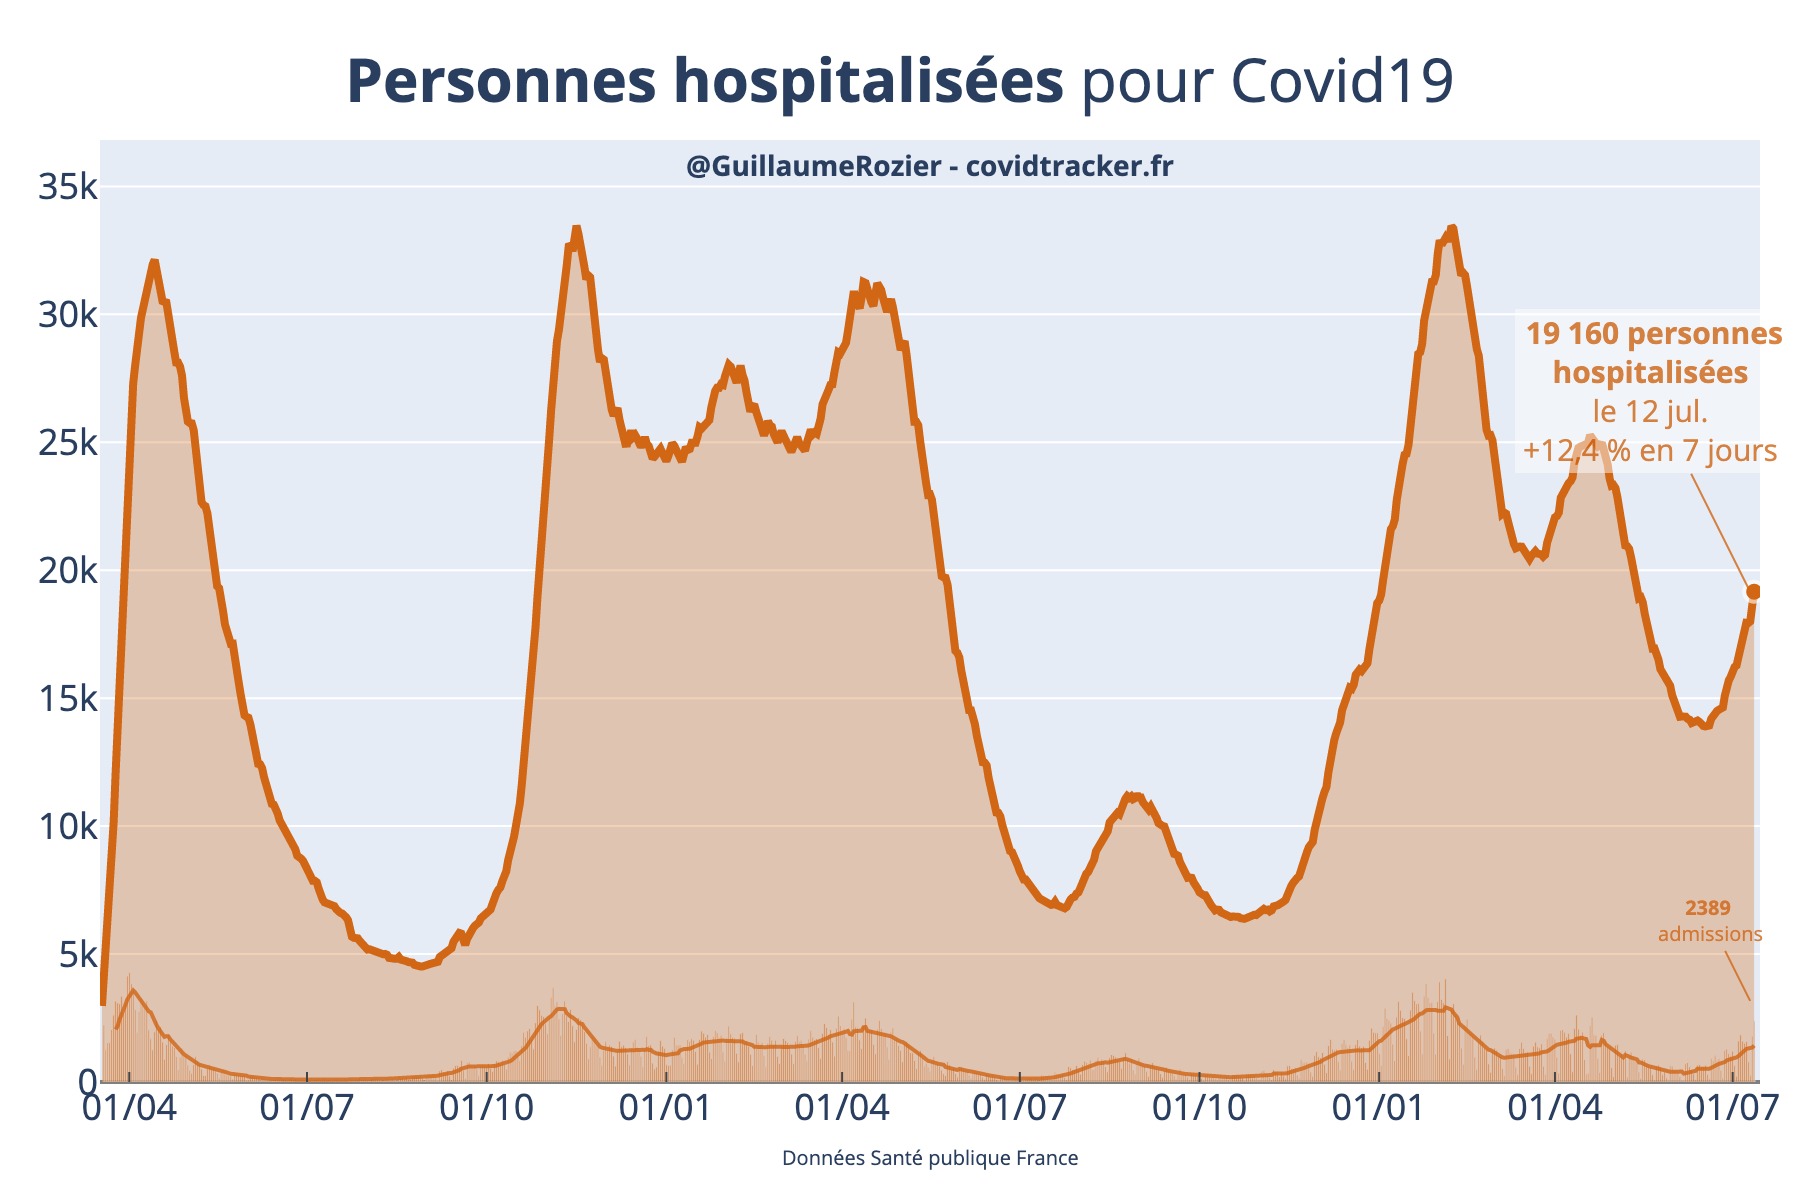 Personnes hospitalisées pour Covid19
@GuillaumeRozier - covidtracker.fr
35k
30k
25k
20k
15k
10k
5k
0
19 160 personnes
hospitalisées
le 12 jul.
+12,4 % en 7 jours
2389
admissions
01/04
01/07
01/10
01/01
01/04
01/07
01/10
01/01
01/04
01/07
Données Santé publique France